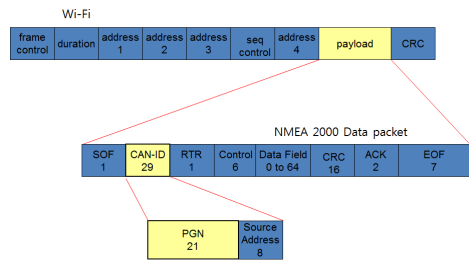 Wi-Fi
frame control
duration
address 1
address 2
address 3
seq control
address 4
payload
CRC
NMEA 2000 Data packet
SOF 1
CAN-ID 29
RTR 1
Control 6
Data Field 0 to 64
CRC 16
ACK 2
EOF 7
PGN 21
Source Address 8